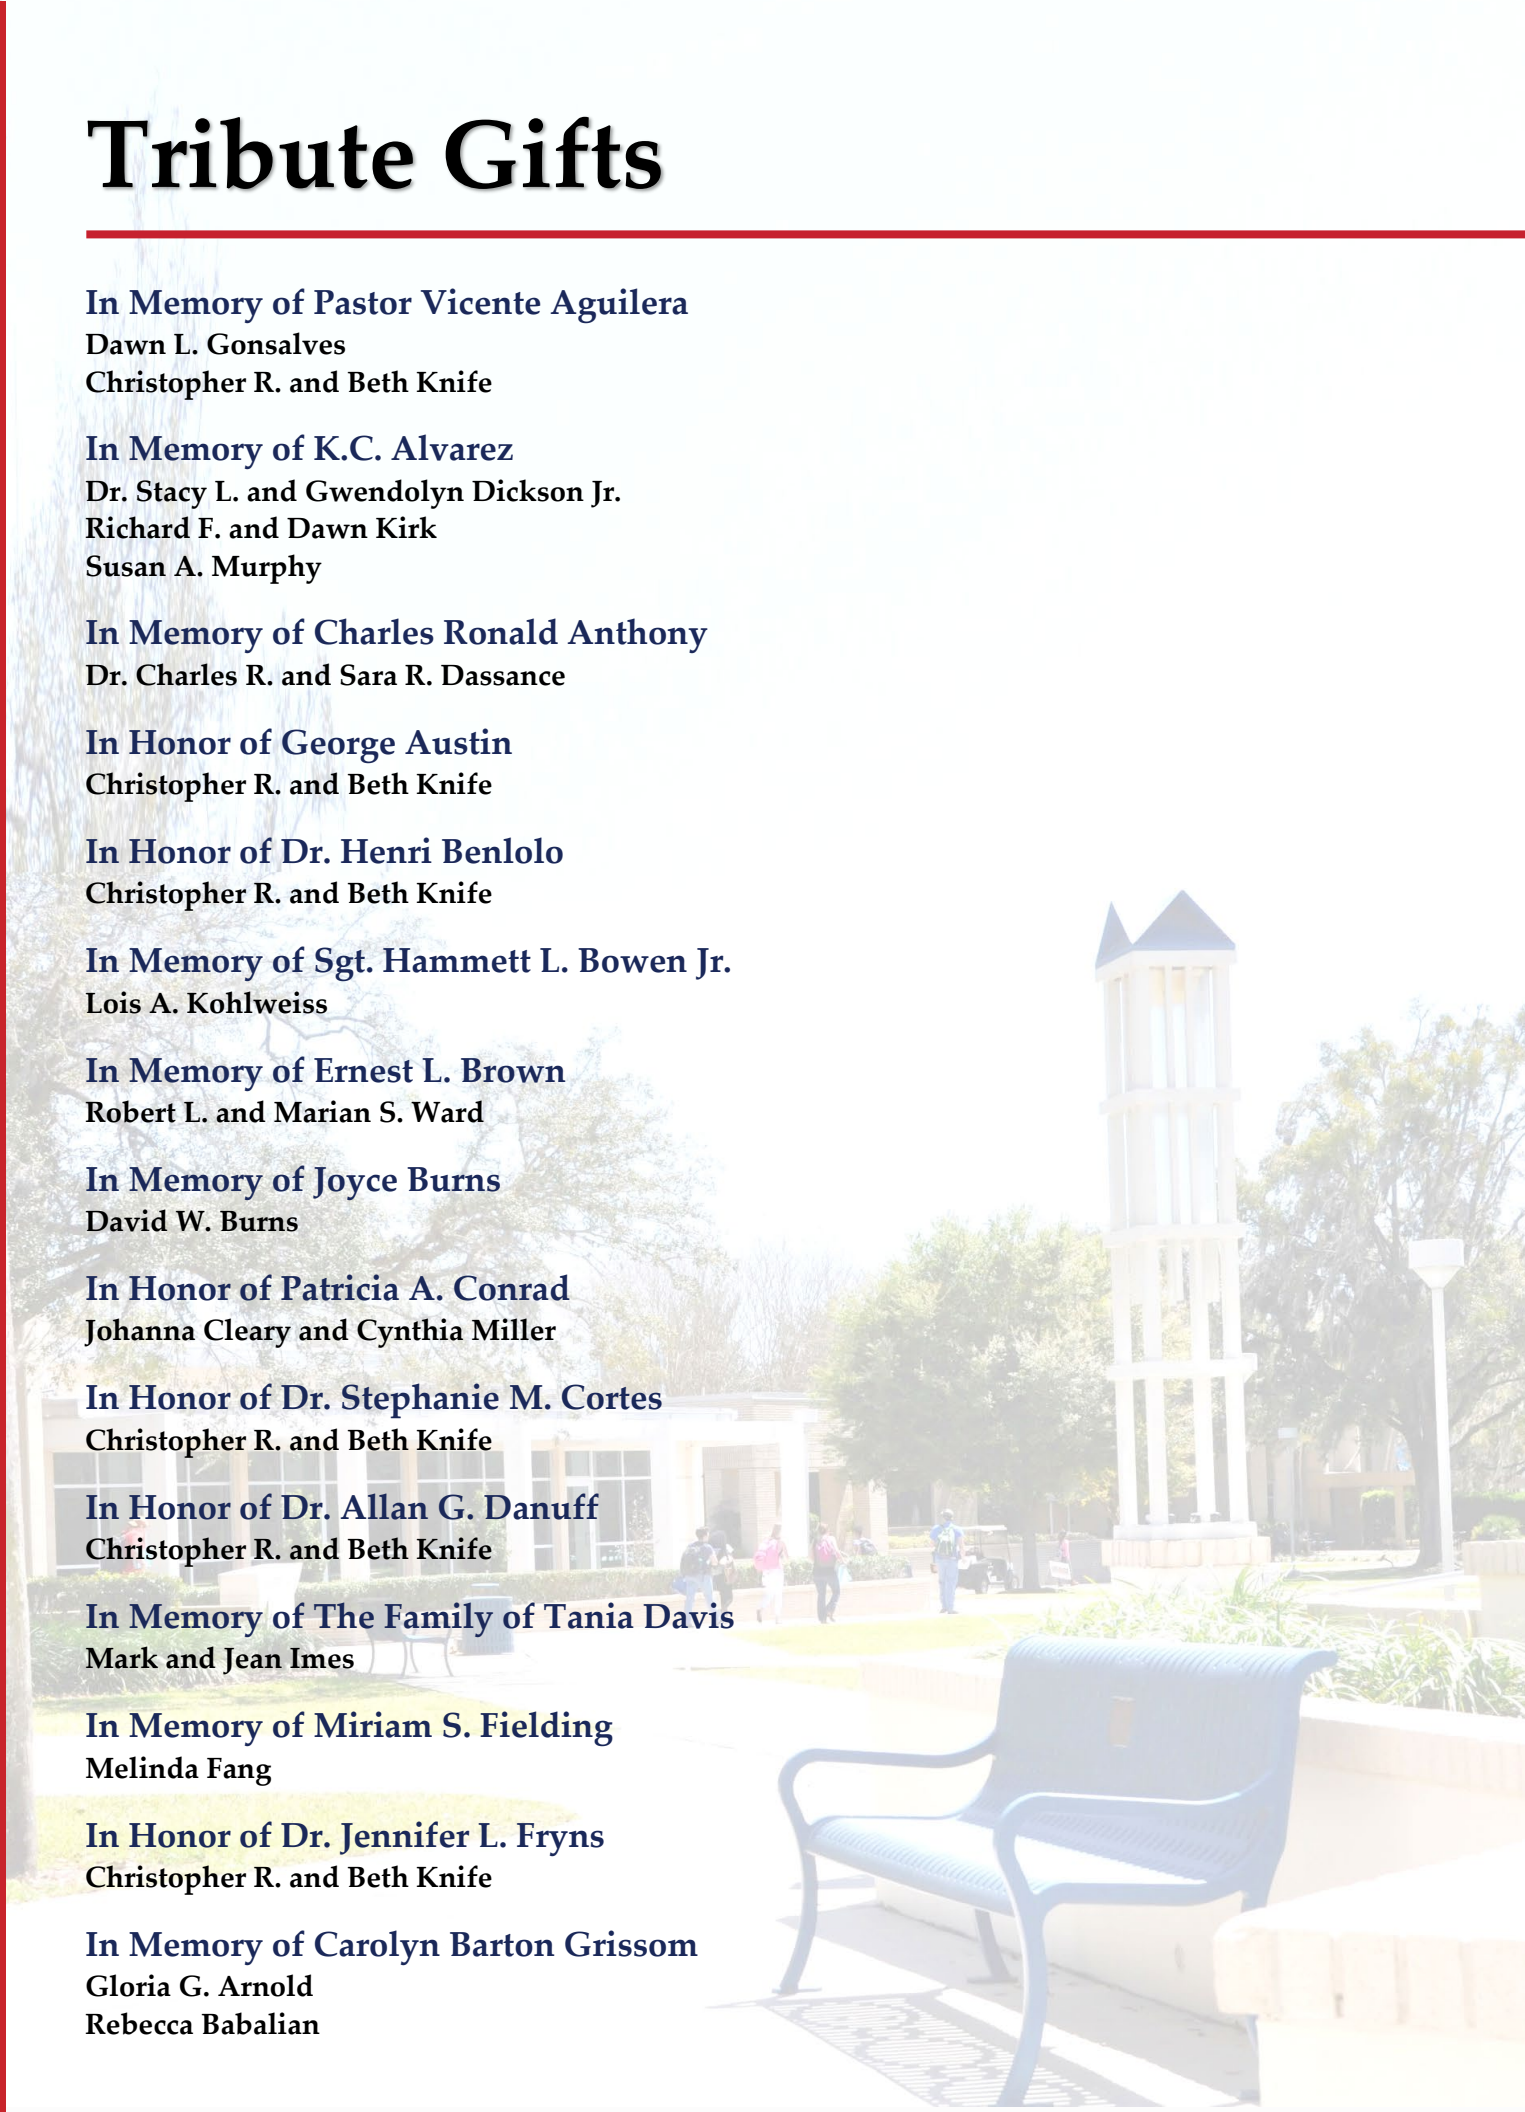 Tribute Gifts
In Memory of Pastor Vicente Aguilera
Dawn L. Gonsalves
Christopher R. and Beth Knife
In Memory of K.C. Alvarez
Dr. Stacy L. and Gwendolyn Dickson Jr.
Richard F. and Dawn Kirk
Susan A. Murphy
In Memory of Charles Ronald Anthony
Dr. Charles R. and Sara R. Dassance
In Honor of George Austin
Christopher R. and Beth Knife
In Honor of Dr. Henri Benlolo
Christopher R. and Beth Knife
In Memory of Sgt. Hammett L. Bowen Jr.
Lois A. Kohlweiss
In Memory of Ernest L. Brown
Robert L. and Marian S. Ward
In Memory of Joyce Burns
David W. Burns
In Honor of Patricia A. Conrad
Johanna Cleary and Cynthia Miller
In Honor of Dr. Stephanie M. Cortes
Christopher R. and Beth Knife
In Honor of Dr. Allan G. Danuff
Christopher R. and Beth Knife
In Memory of The Family of Tania Davis
Mark and Jean Imes
In Memory of Miriam S. Fielding
Melinda Fang
In Honor of Dr. Jennifer L. Fryns
Christopher R. and Beth Knife
In Memory of Carolyn Barton Grissom
Gloria G. Arnold
Rebecca Babalian